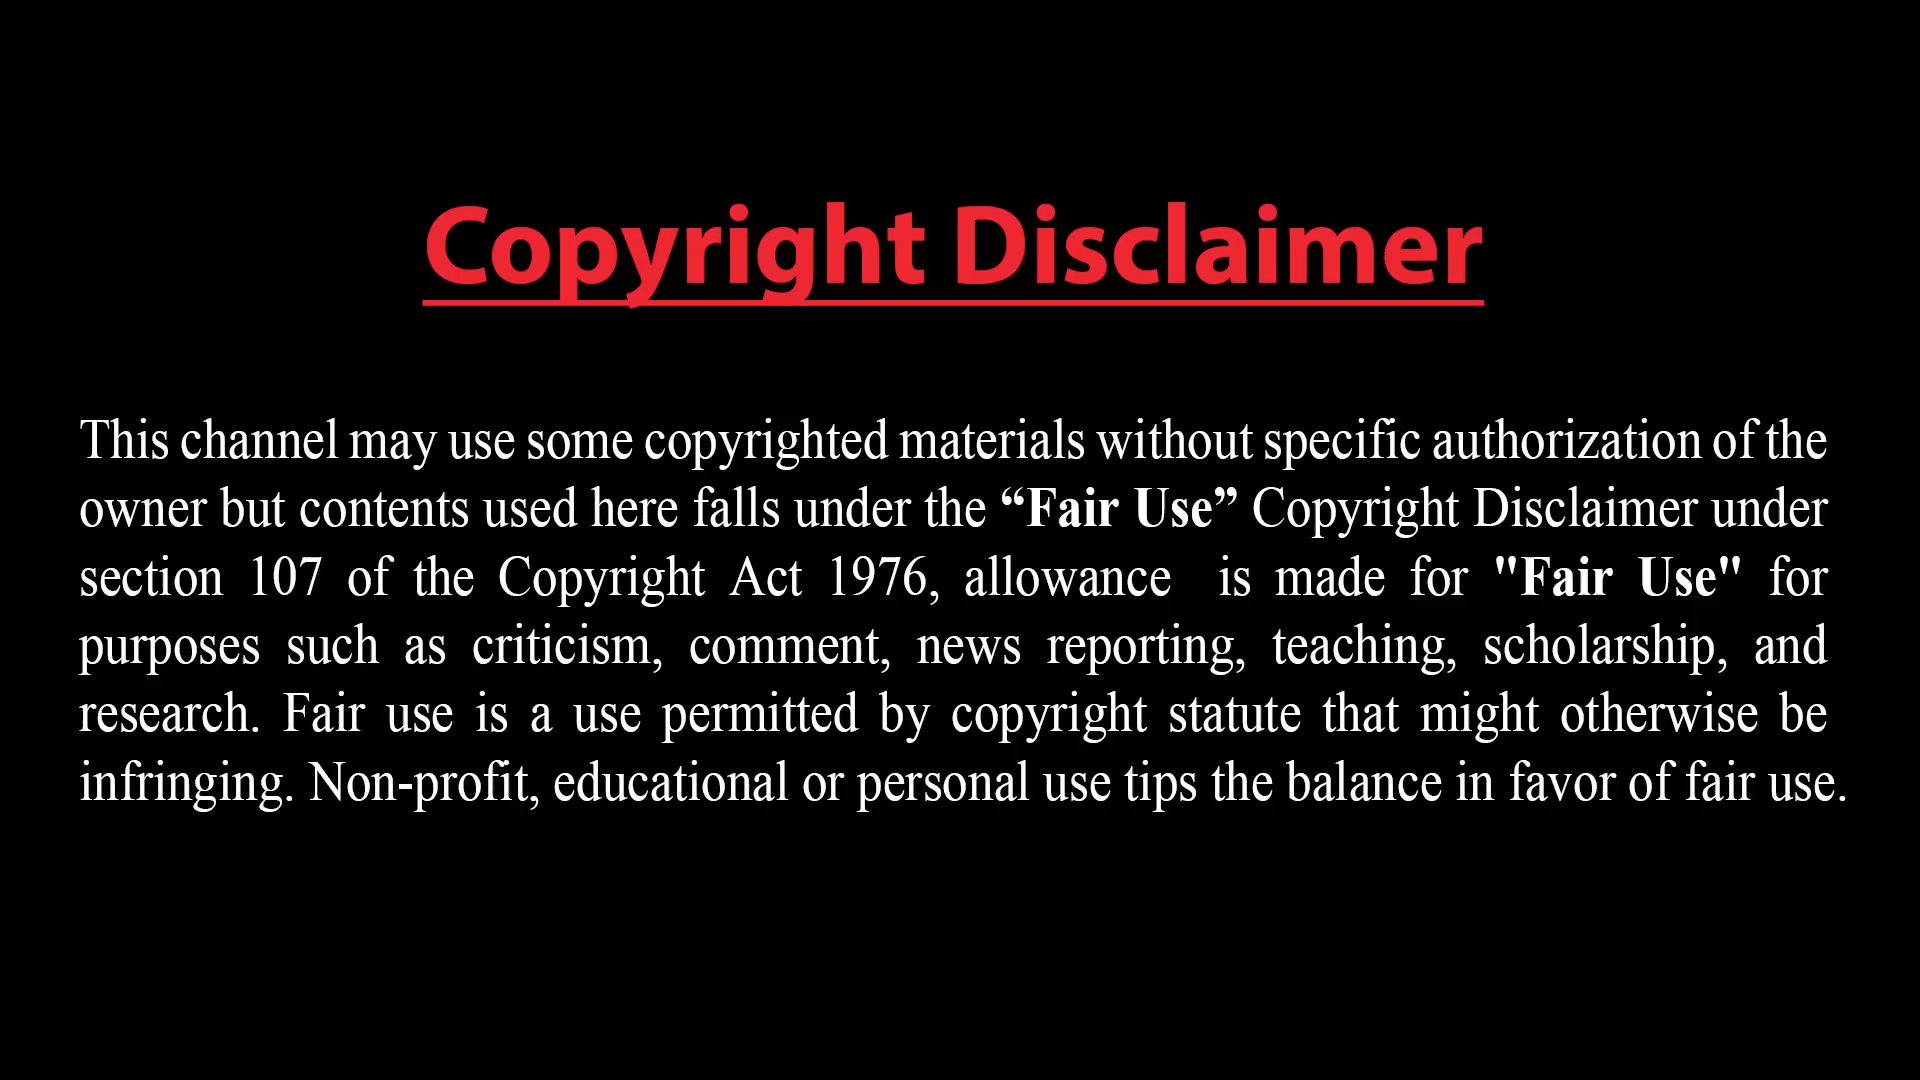 Copyright Disclaimer
This channel may use some copyrighted materials without specific authorization of the
owner but contents used here falls under the “Fair Use” Copyright Disclaimer under
section 107 of the Copyright Act 1976, allowance  is made for "Fair Use" for
purposes such as criticism, comment, news reporting, teaching, scholarship, and
research. Fair use is a use permitted by copyright statute that might otherwise be
infringing. Non-profit, educational or personal use tips the balance in favor of fair use.